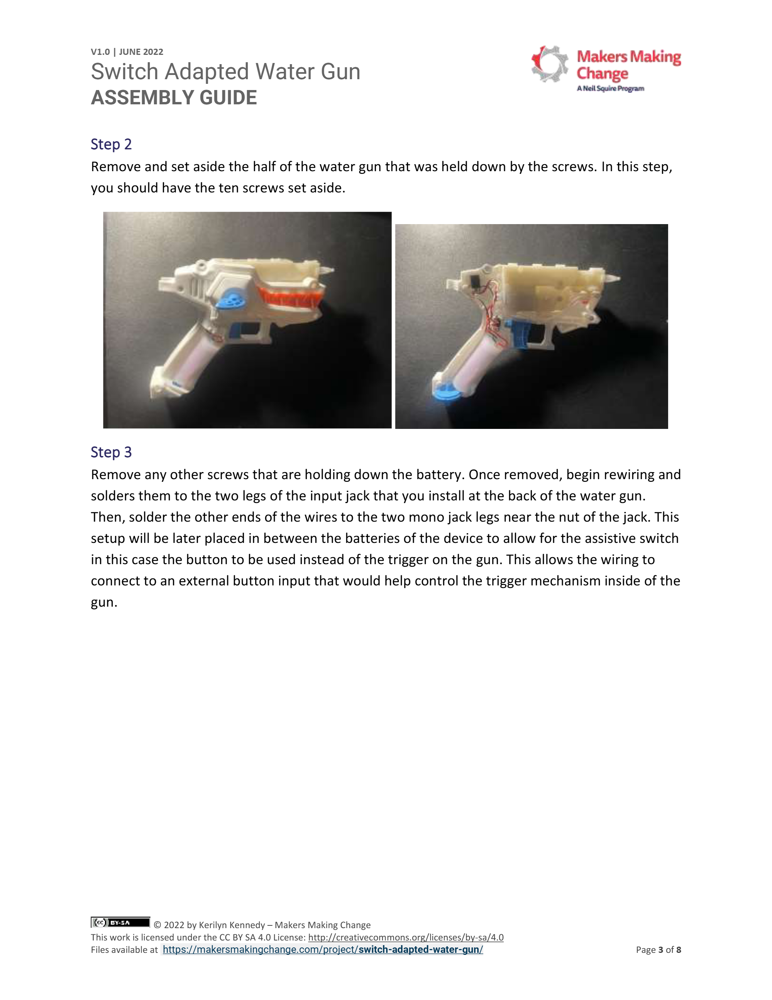 V1.0 | JUNE 2022
Switch Adapted Water Gun
ASSEMBLY GUIDE
Makers Making
Change
A Neil Squire Program
Step 2
Remove and set aside the half of the water gun that was held down by the screws. In this step,
you should have the ten screws set aside.
Step 3
Remove any other screws that are holding down the battery. Once removed, begin rewiring and
solders them to the two legs of the input jack that you install at the back of the water gun.
Then, solder the other ends of the wires to the two mono jack legs near the nut of the jack. This
setup will be later placed in between the batteries of the device to allow for the assistive switch
in this case the button to be used instead of the trigger on the gun. This allows the wiring to
connect to an external button input that would help control the trigger mechanism inside of the
gun.
(cc) BY-SA © 2022 by Kerilyn Kennedy – Makers Making Change
This work is licensed under the CC BY SA 4.0 License: http://creativecommons.org/licenses/by-sa/4.0
Files available at https://makersmakingchange.com/project/switch-adapted-water-gun/ Page 3 of 8